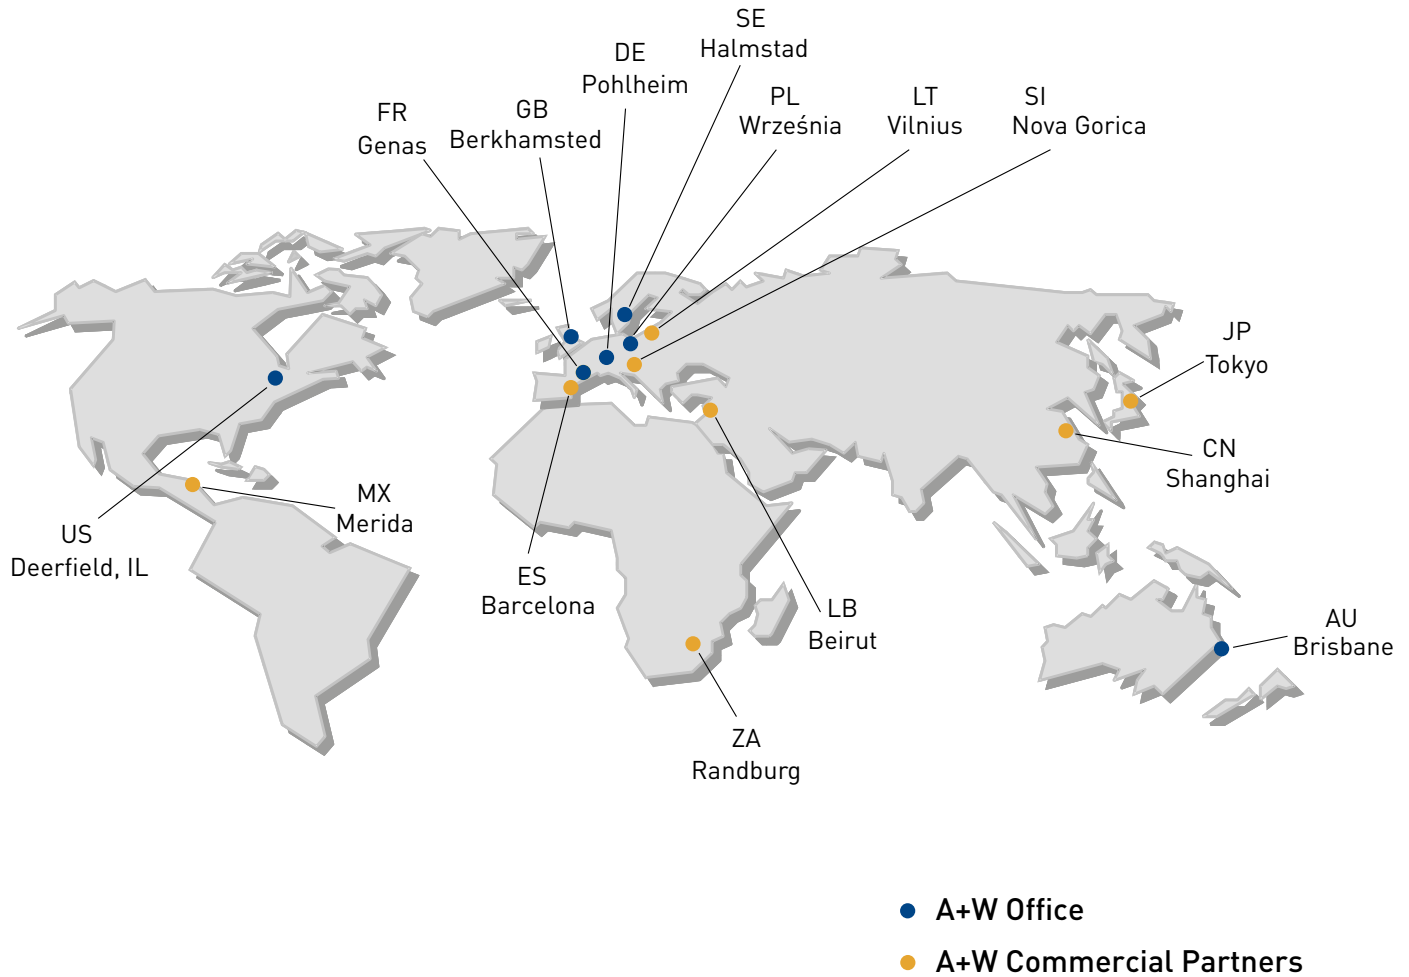 SE
Halmstad
DE
Pohlheim
PL
Września
LT
Vilnius
SI
Nova Gorica
FR
Genas
GB
Berkhamsted
JP
Tokyo
CN
Shanghai
MX
Merida
US
Deerfield, IL
ES
Barcelona
LB
Beirut
AU
Brisbane
ZA
Randburg
A+W Office
A+W Commercial Partners